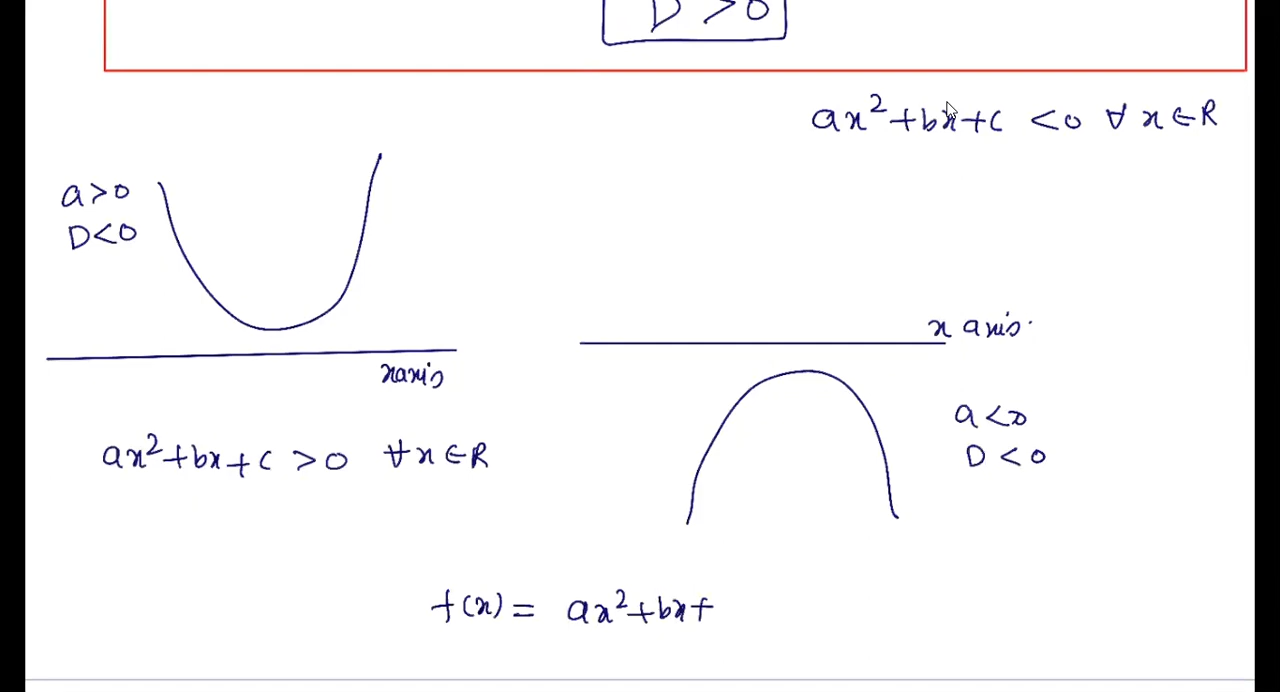 D > 0
ax² + bx + c < 0 ∀ x ∈ R
a > 0
D < 0
x axis
x axis
ax² + bx + c > 0 ∀ x ∈ R
a < 0
D < 0
f(x) = ax² + bx +